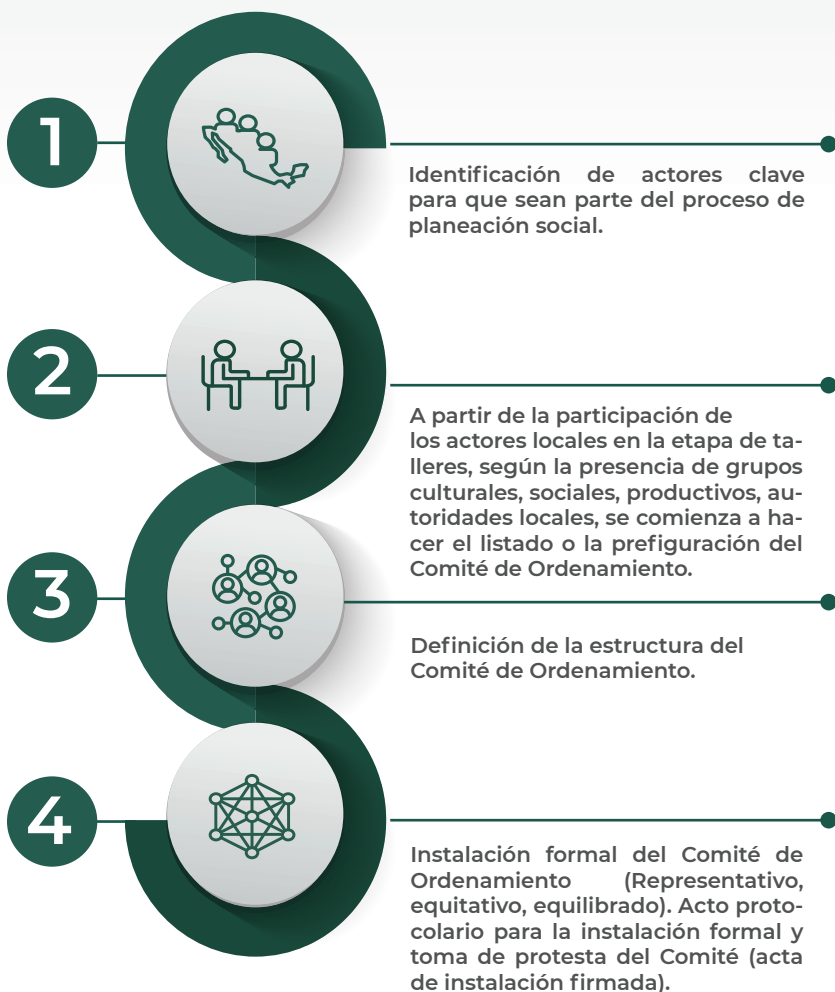 1
Identificación de actores clave
para que sean parte del proceso de
planeación social.
2
A partir de la participación de
los actores locales en la etapa de ta-
lleres, según la presencia de grupos
culturales, sociales, productivos, au-
toridades locales, se comienza a ha-
cer el listado o la prefiguración del
Comité de Ordenamiento.
3
Definición de la estructura del
Comité de Ordenamiento.
4
Instalación formal del Comité de
Ordenamiento (Representativo,
equitativo, equilibrado). Acto proto-
colario para la instalación formal y
toma de protesta del Comité (acta
de instalación firmada).